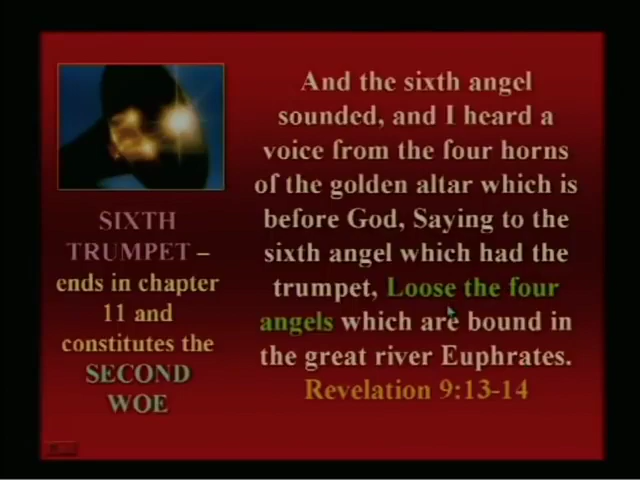 SIXTH
TRUMPET –
ends in chapter
11 and
constitutes the
SECOND
WOE
And the sixth angel
sounded, and I heard a
voice from the four horns
of the golden altar which is
before God, Saying to the
sixth angel which had the
trumpet, Loose the four
angels which are bound in
the great river Euphrates.
Revelation 9:13-14